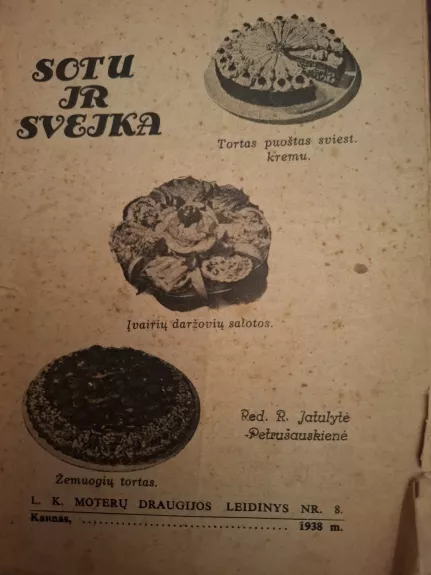 SOTU
IR
SVEIKA
Tortas puoštas sviest.
kremu.
Įvairių daržovių salotos.
Red. R. Jatulytė
-Petrušauskienė
Žemuogių tortas.
L. K. MOTERŲ DRAUGIJOS LEIDINYS NR. 8.
Kaunas, ........................................ 1938 m.